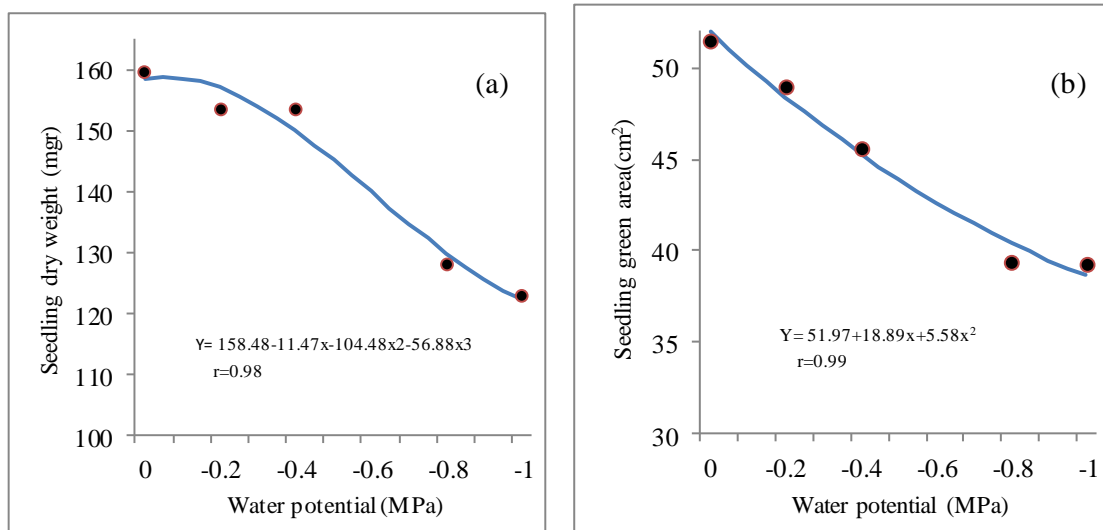 (a)
Seedling dry weight (mgr)
160
150
140
130
120
110
100
Y= 158.48-11.47x-104.48x2-56.88x3
r=0.98
0 -0.2 -0.4 -0.6 -0.8 -1
Water potential (MPa)
(b)
Seedling green area(cm²)
50
45
40
35
30
Y= 51.97+18.89x+5.58x²
r=0.99
0 -0.2 -0.4 -0.6 -0.8 -1
Water potential (MPa)